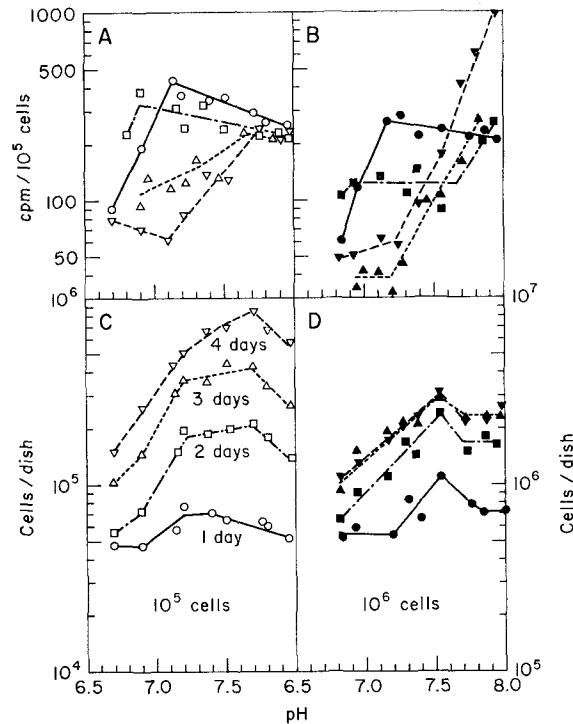 A
B
1000
500
100
50
cpm / 10⁵ cells
10⁶
10⁷
C
D
4 days
3 days
2 days
1 day
10⁵
10⁶
Cells / dish
Cells / dish
10⁵ cells
10⁶ cells
10⁴
10⁵
6.5 7.0 7.5 6.5 7.0 7.5 8.0
pH